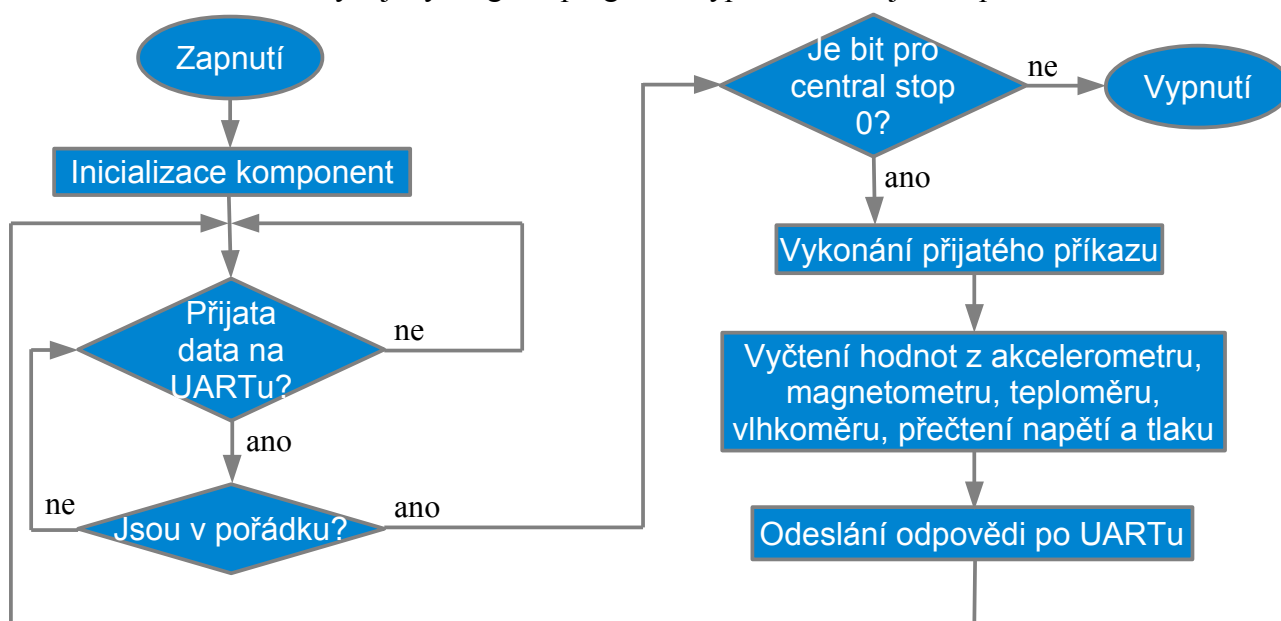 Zapnutí
Inicializace komponent
Přijata
data na
UARTu?
ne
ano
Jsou v pořádku?
ne
ano
Je bit pro
central stop
0?
ne
Vypnutí
ano
Vykonání přijatého příkazu
Vyčtení hodnot z akcelerometru,
magnetometru, teploměru,
vlhkoměru, přečtení napětí a tlaku
Odeslání odpovědi po UARTu